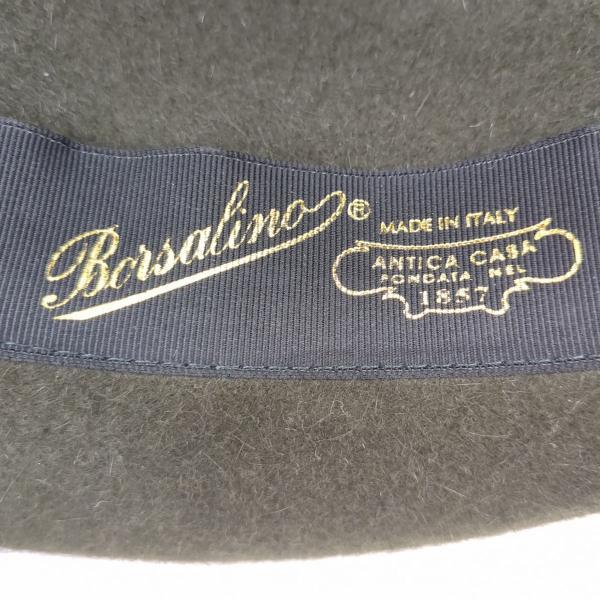 Borsalino®
MADE IN ITALY
ANTICA CASA
FONDATA NEL
1857